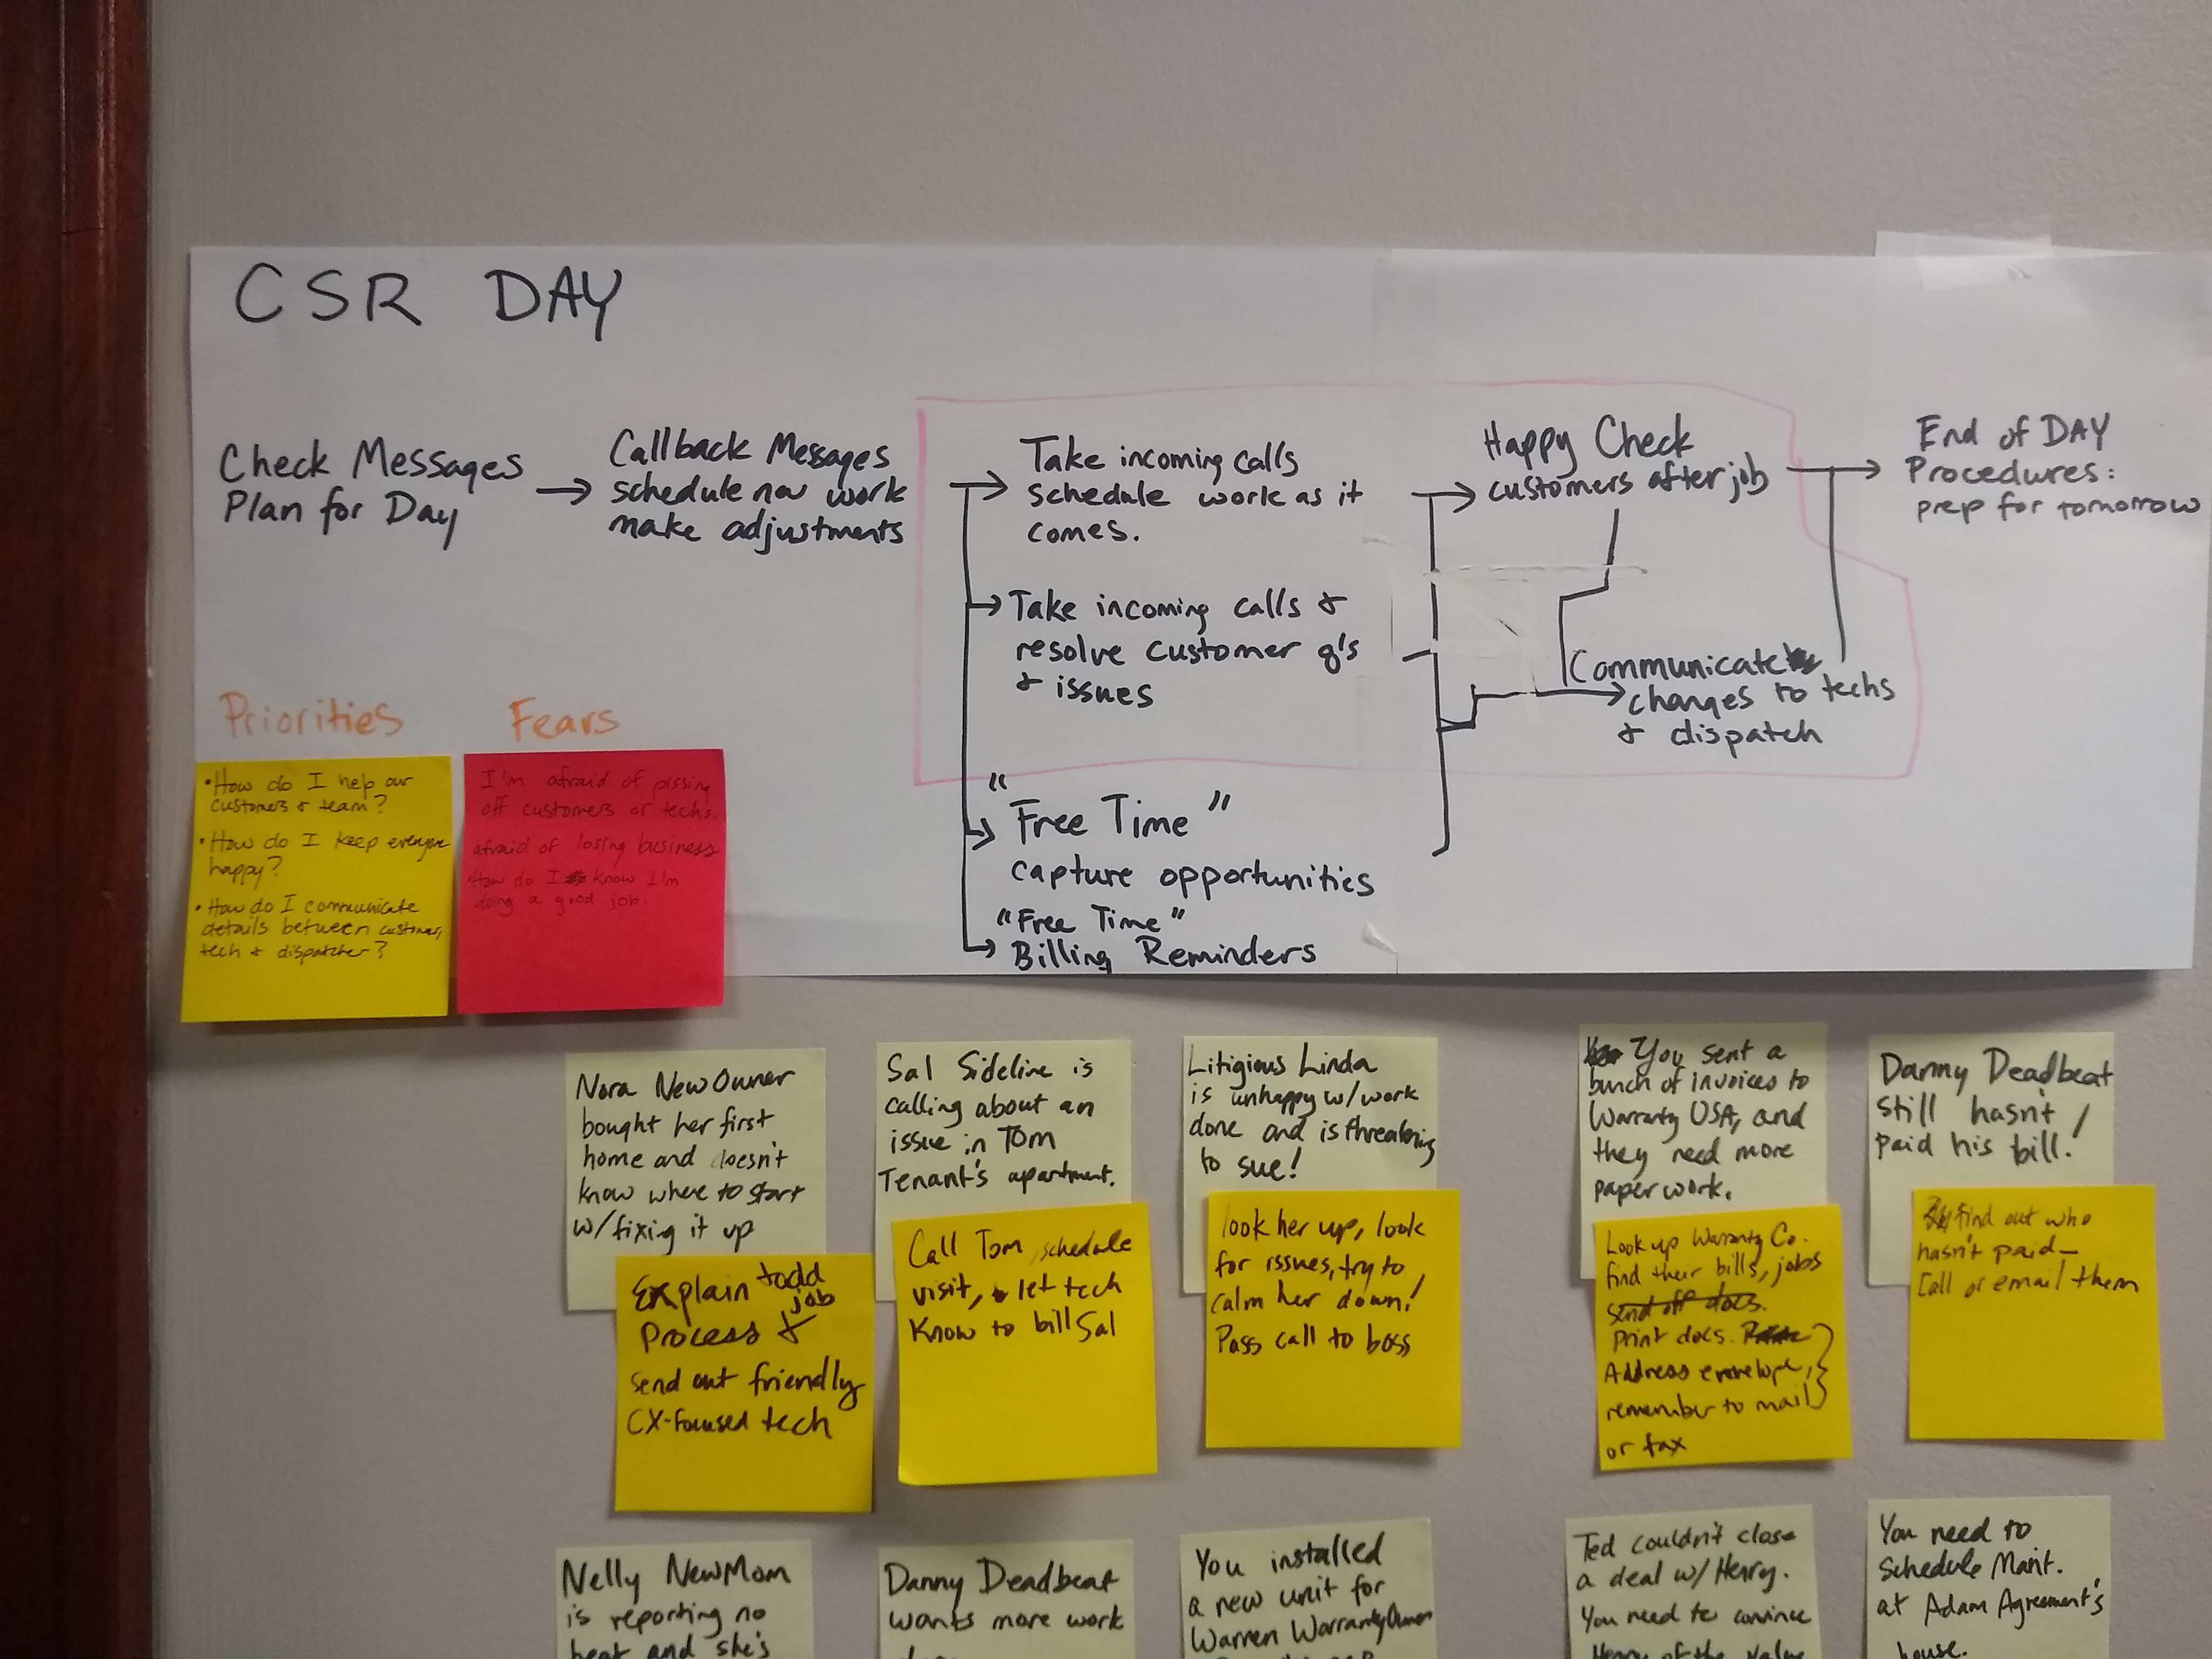 CSR DAY
Check Messages
Plan for Day
Callback Messages
schedule new work
make adjustments
Take incoming calls
schedule work as it
comes.
Take incoming calls &
resolve customer q's
& issues
"
Free Time"
capture opportunities
"Free Time"
Billing Reminders
Happy Check
customers after job
Communicate
changes to techs
& dispatch
End of DAY
Procedures:
prep for tomorrow
Priorities
• How do I help our
customers & team?
• How do I keep everyone
happy?
• How do I communicate
details between customer,
tech & dispatcher?
Fears
I'm afraid of pissing
off customers or techs.
afraid of losing business
How do I know I'm
doing a good job.
Nora NewOwner
bought her first
home and doesn't
know where to start
w/fixing it up
Explain todd
job
Process &
send out friendly
CX-focused tech
Sal Sideline is
calling about an
issue in Tom
Tenant's apartment.
Call Tom, schedule
visit, let tech
Know to bill Sal
Litigious Linda
is unhappy w/work
done and is threatening
to sue!
look her up, look
for issues, try to
calm her down!
Pass call to boss
You sent a
bunch of invoices to
Warranty USA, and
they need more
paperwork.
Look up Warranty Co.
find their bills, jobs
send off docs.
print docs.
Address envelope,
remember to mail
or fax
Danny Deadbeat
still hasn't
paid his bill!
find out who
hasn't paid—
Call or email them
Nelly NewMom
is reporting no
heat and she's
Danny Deadbeat
wants more work
You installed
a new unit for
Warren WarrantyOwner
Ted couldn't close
a deal w/ Henry.
You need to convince
Henry of the value
You need to
Schedule Maint.
at Adam Agreement's
house.